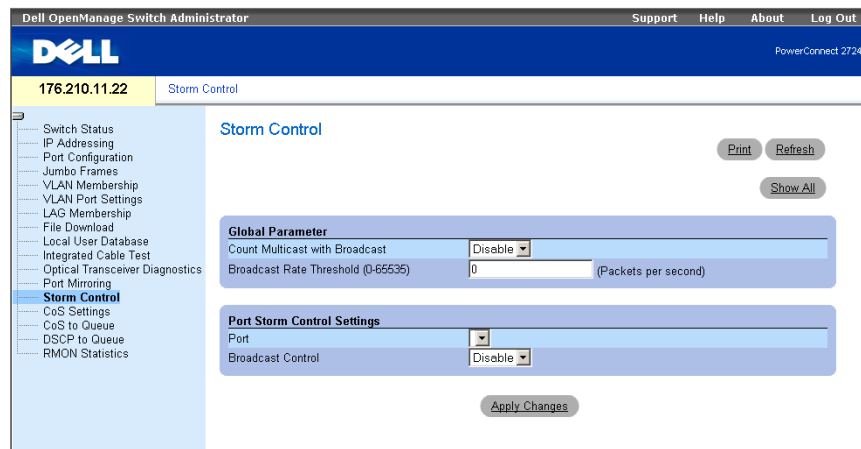 Dell OpenManage Switch Administrator
Support Help About Log Out
DELL
PowerConnect 2724
176.210.11.22
Storm Control
Switch Status
IP Addressing
Port Configuration
Jumbo Frames
VLAN Membership
VLAN Port Settings
LAG Membership
File Download
Local User Database
Integrated Cable Test
Optical Transceiver Diagnostics
Port Mirroring
Storm Control
CoS Settings
CoS to Queue
DSCP to Queue
RMON Statistics
Storm Control
Print Refresh
Show All
Global Parameter
Count Multicast with Broadcast Disable
Broadcast Rate Threshold (0-65535) 0 (Packets per second)
Port Storm Control Settings
Port
Broadcast Control Disable
Apply Changes